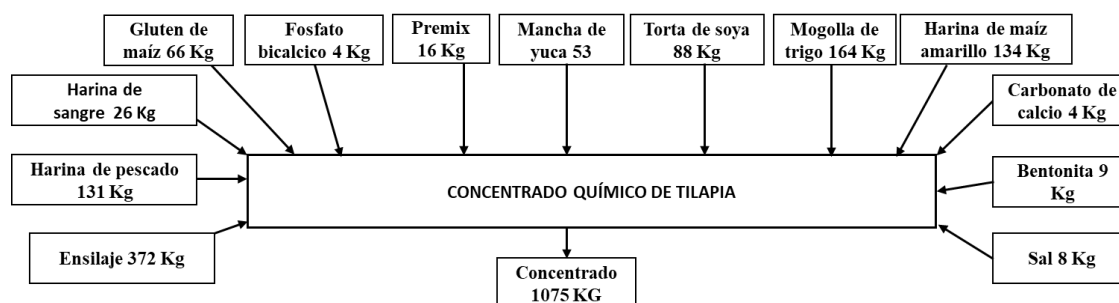 Gluten de
maíz 66 Kg
Fosfato
bicalcico 4 Kg
Premix
16 Kg
Mancha de
yuca 53
Torta de soya
88 Kg
Mogolla de
trigo 164 Kg
Harina de maíz
amarillo 134 Kg
Harina de
sangre 26 Kg
Carbonato de
calcio 4 Kg
Harina de pescado
131 Kg
CONCENTRADO QUÍMICO DE TILAPIA
Bentonita 9
Kg
Ensilaje 372 Kg
Concentrado
1075 KG
Sal 8 Kg